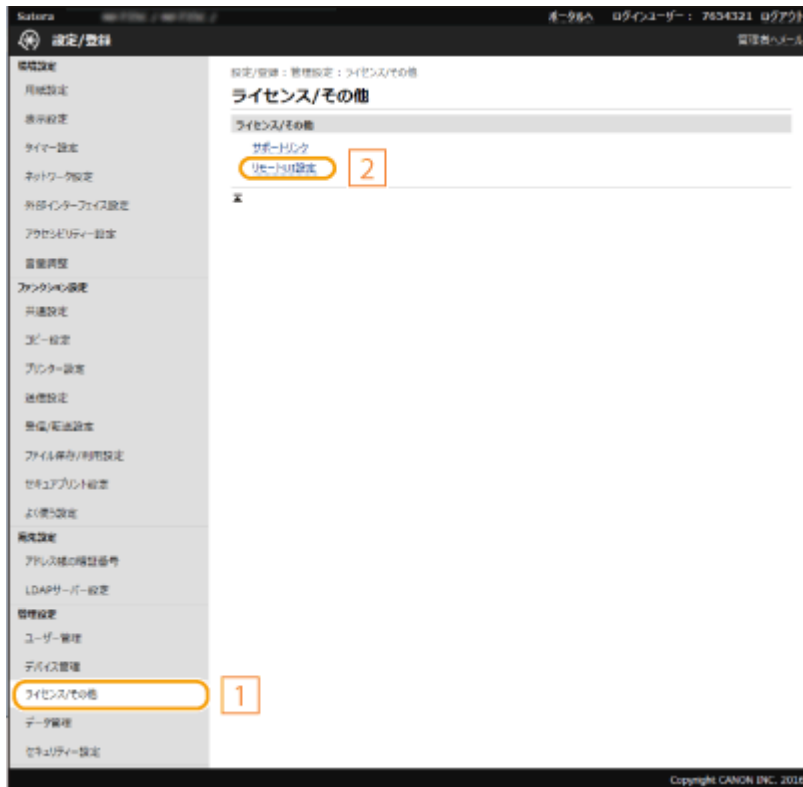 Satera
ポータルへ ログインユーザー： 7654321 ログアウト
設定/登録
管理者へメール
環境設定
用紙設定
表示設定
タイマー設定
ネットワーク設定
外部インターフェイス設定
アクセシビリティー設定
音量調整
ファンクション設定
共通設定
コピー設定
プリンター設定
送信設定
受信/転送設定
ファイル保存/利用設定
セキュアプリント設定
よく使う設定
宛先設定
アドレス帳の暗証番号
LDAPサーバー設定
管理設定
ユーザー管理
デバイス管理
ライセンス/その他
1
データ管理
セキュリティー設定
設定/登録：管理設定：ライセンス/その他
ライセンス/その他
ライセンス/その他
サポートリンク
リモートUI設定
2
Copyright CANON INC. 2016